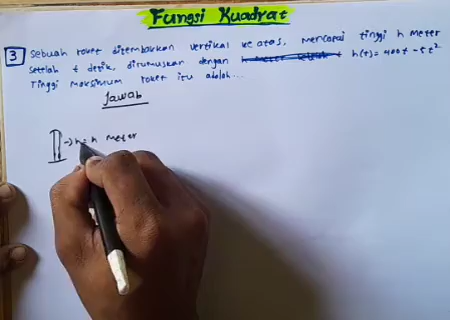 Fungsi Kuadrat
3 Sebuah roket ditembakkan vertikal ke atas, mencapai tinggi h meter
Setelah t detik, dirumuskan dengan h(t) = 400t - 5t²
Tinggi maksimum roket itu adalah...
Jawab
h meter